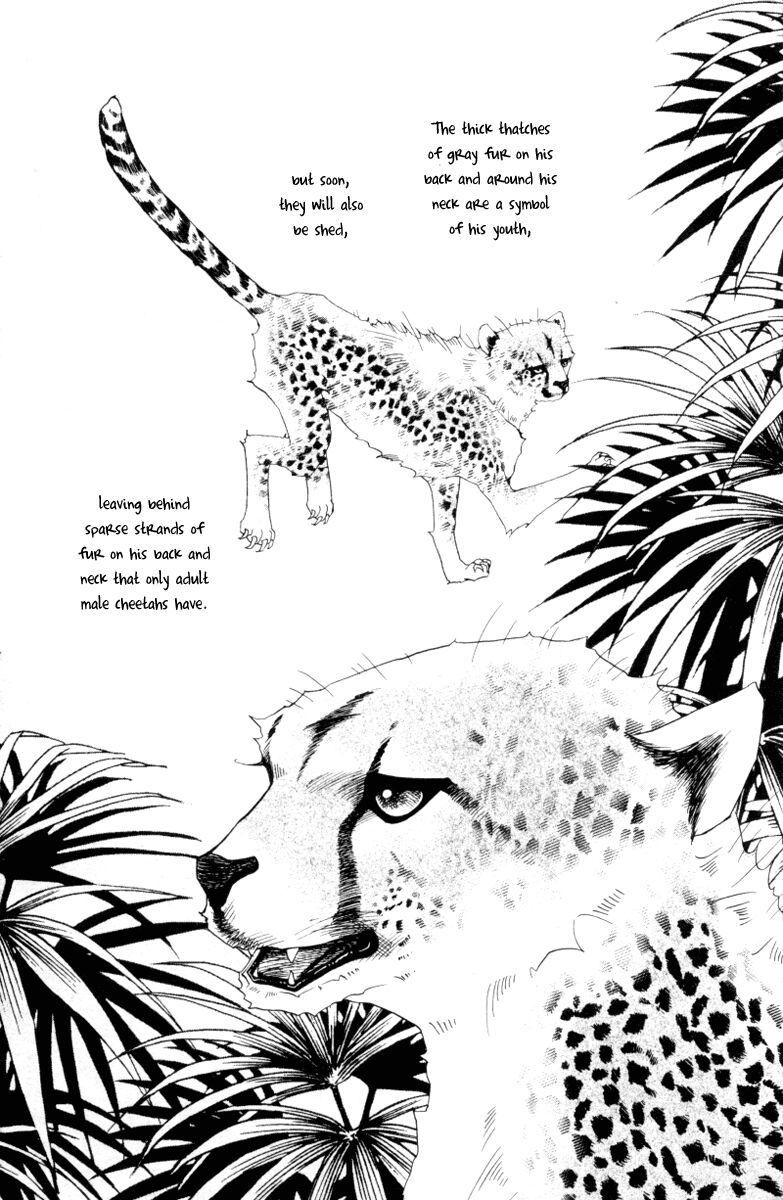 The thick thatches
of gray fur on his
back and around his
neck are a symbol
of his youth,
but soon,
they will also
be shed,
leaving behind
sparse strands of
fur on his back and
neck that only adult
male cheetahs have.